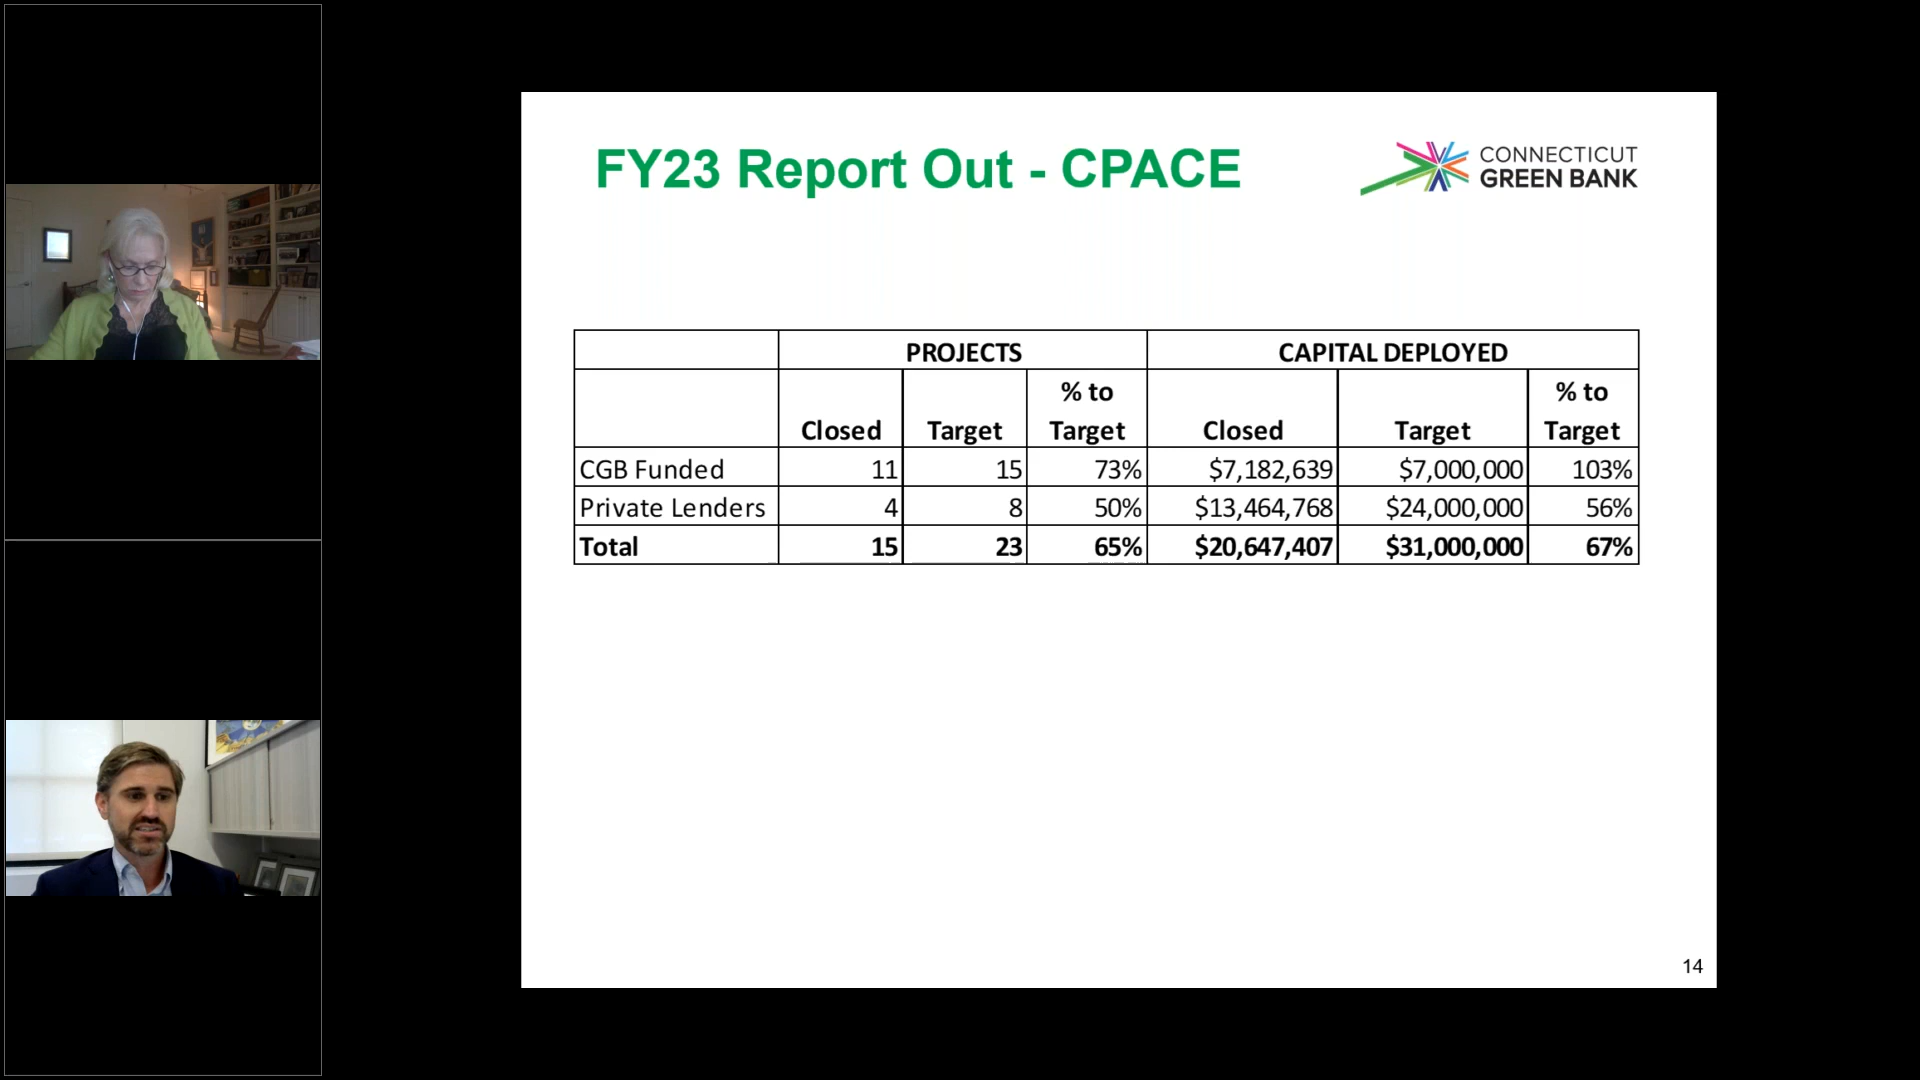 FY23 Report Out - CPACE
CONNECTICUT
GREEN BANK
PROJECTS CAPITAL DEPLOYED
Closed Target % to Target Closed Target % to Target
CGB Funded 11 15 73% $7,182,639 $7,000,000 103%
Private Lenders 4 8 50% $13,464,768 $24,000,000 56%
Total 15 23 65% $20,647,407 $31,000,000 67%
14